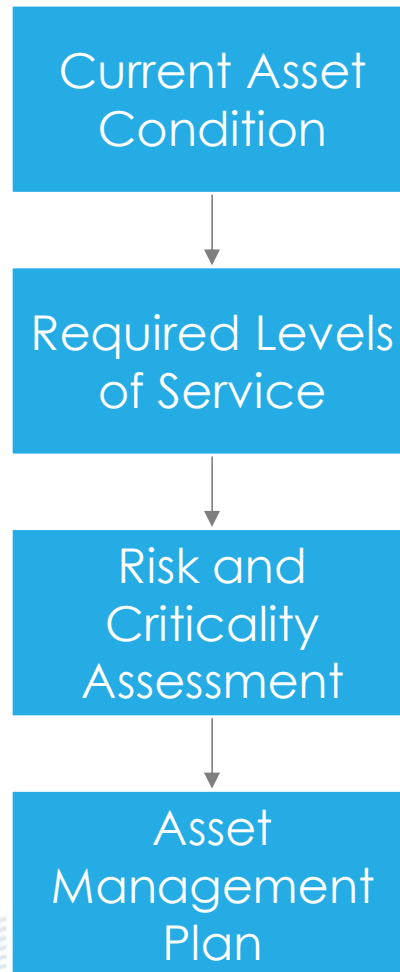 Current Asset
Condition
Required Levels
of Service
Risk and
Criticality
Assessment
Asset
Management
Plan